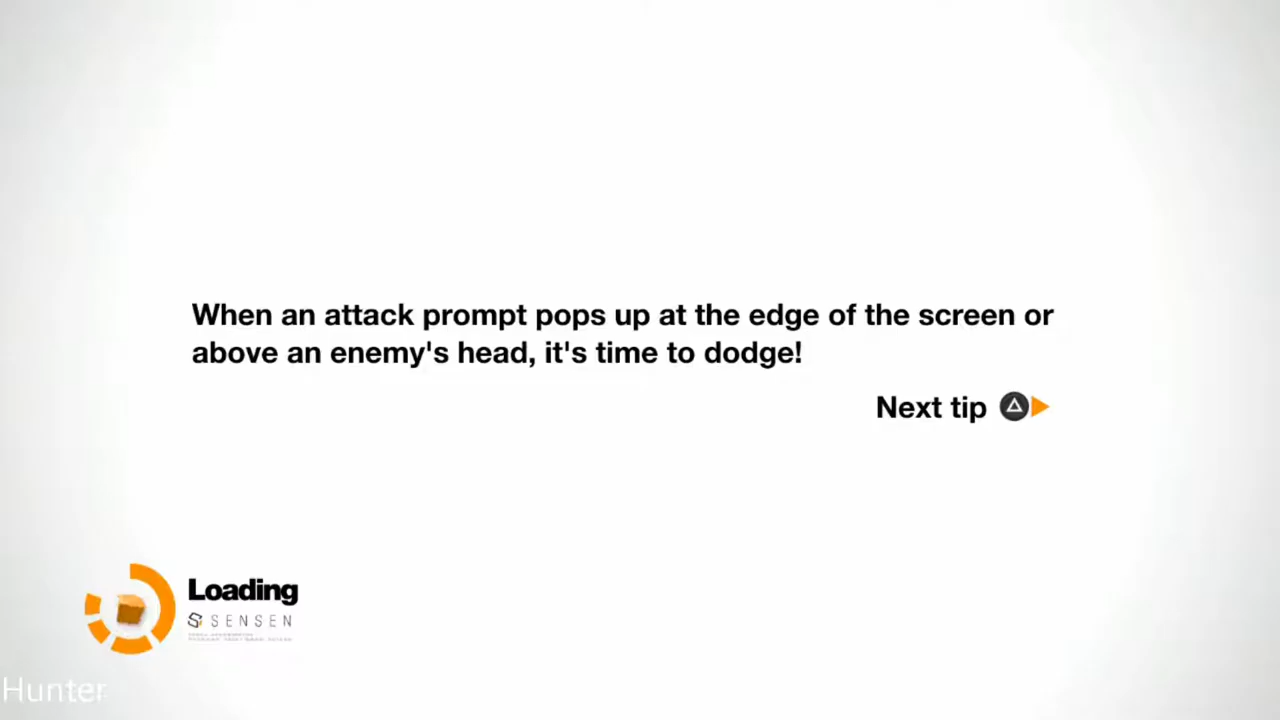 When an attack prompt pops up at the edge of the screen or
above an enemy's head, it's time to dodge!
Next tip
Loading
SENSEN
Hunter